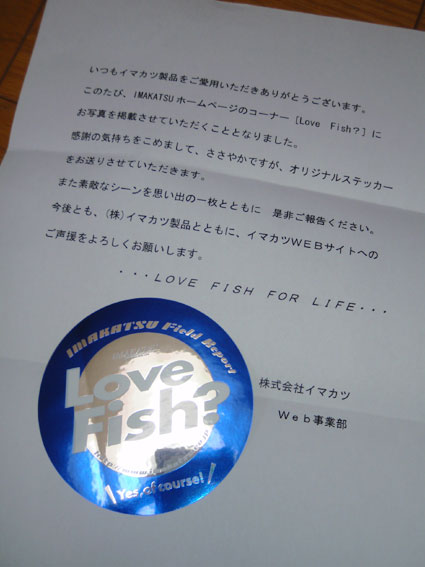 いつもイマカツ製品をご愛用いただきありがとうございます。
このたび、IMAKATSUホームページのコーナー［Love Fish？］に
お写真を掲載させていただくこととなりました。
感謝の気持ちをこめまして、ささやかですが、オリジナルステッカー
をお送りさせていただきます。
また素敵なシーンを思い出の一枚とともに 是非ご報告ください。
今後とも、(株)イマカツ製品とともに、イマカツＷＥＢサイトへの
ご声援をよろしくお願いします。
・・・LOVE FISH FOR LIFE・・・
IMAKATSU Field Report
IMAKATSU
Love
Fish?
Yes, of course!
株式会社イマカツ
Ｗｅｂ事業部